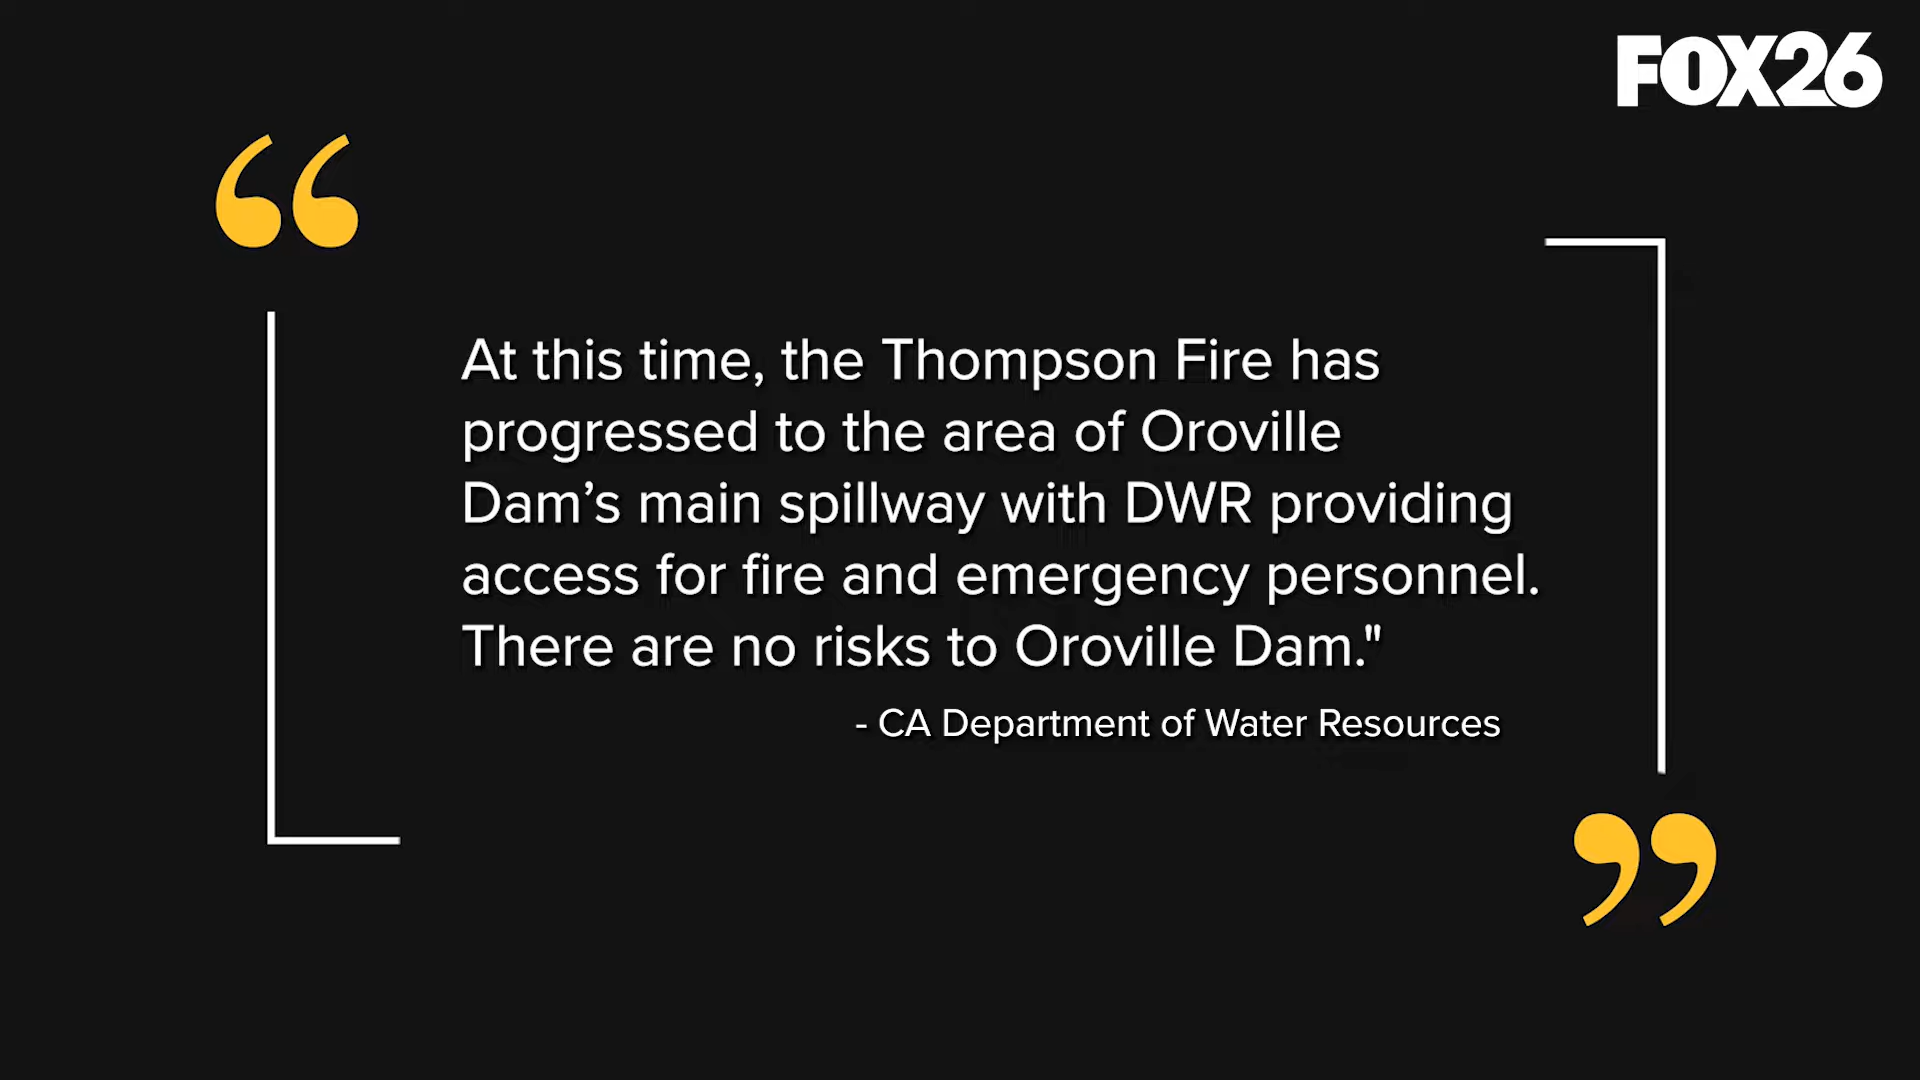 FOX26
“
At this time, the Thompson Fire has
progressed to the area of Oroville
Dam’s main spillway with DWR providing
access for fire and emergency personnel.
There are no risks to Oroville Dam."
- CA Department of Water Resources
”